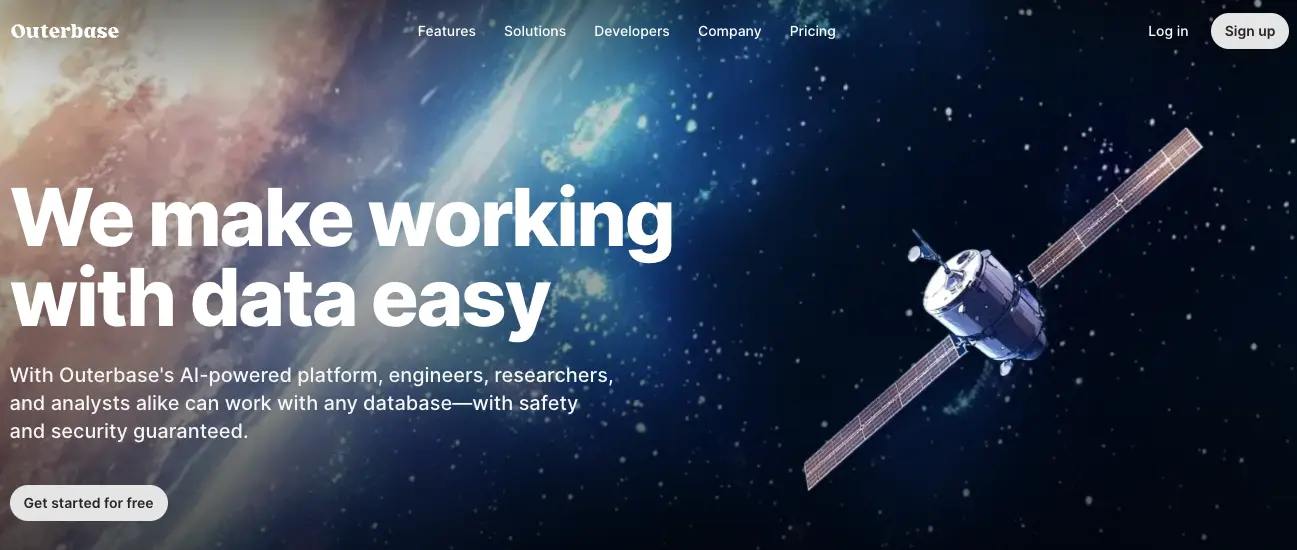 Outerbase
Features
Solutions
Developers
Company
Pricing
Log in
Sign up
We make working
with data easy
With Outerbase's AI-powered platform, engineers, researchers,
and analysts alike can work with any database—with safety
and security guaranteed.
Get started for free